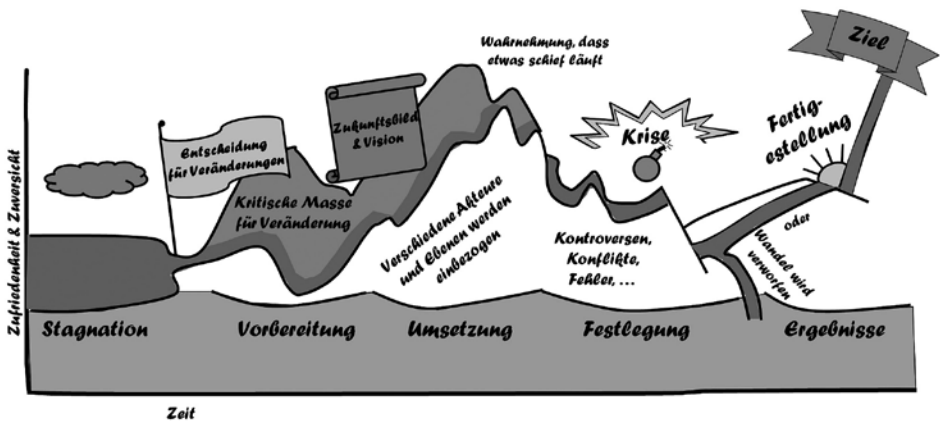 Ziel
Wahrnehmung, dass
etwas schief läuft
Zukunftsbild
& Vision
Entscheidung
für Veränderungen
Krise
Fertig-
estellung
Kritische Masse
für Veränderung
Verschiedene Akteure
und Ebenen werden
einbezogen
Kontroversen,
Konflikte,
Fehler, ...
oder
Wandel wird
verworfen
Zufriedenheit & Zuversicht
Stagnation
Vorbereitung
Umsetzung
Festlegung
Ergebnisse
Zeit